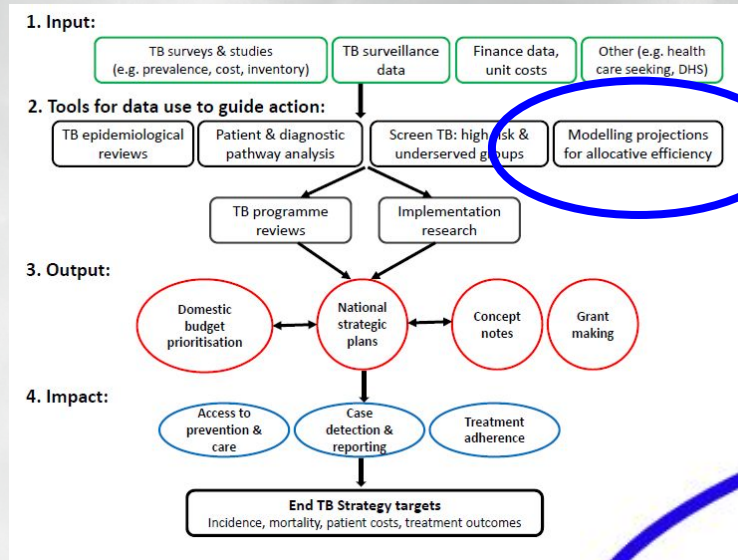 1. Input:
TB surveys & studies
(e.g. prevalence, cost, inventory)
TB surveillance
data
Finance data,
unit costs
Other (e.g. health
care seeking, DHS)
2. Tools for data use to guide action:
TB epidemiological
reviews
Patient & diagnostic
pathway analysis
Screen TB: high risk &
underserved groups
Modelling projections
for allocative efficiency
TB programme
reviews
Implementation
research
3. Output:
Domestic
budget
prioritisation
National
strategic
plans
Concept
notes
Grant
making
4. Impact:
Access to
prevention &
care
Case
detection &
reporting
Treatment
adherence
End TB Strategy targets
Incidence, mortality, patient costs, treatment outcomes